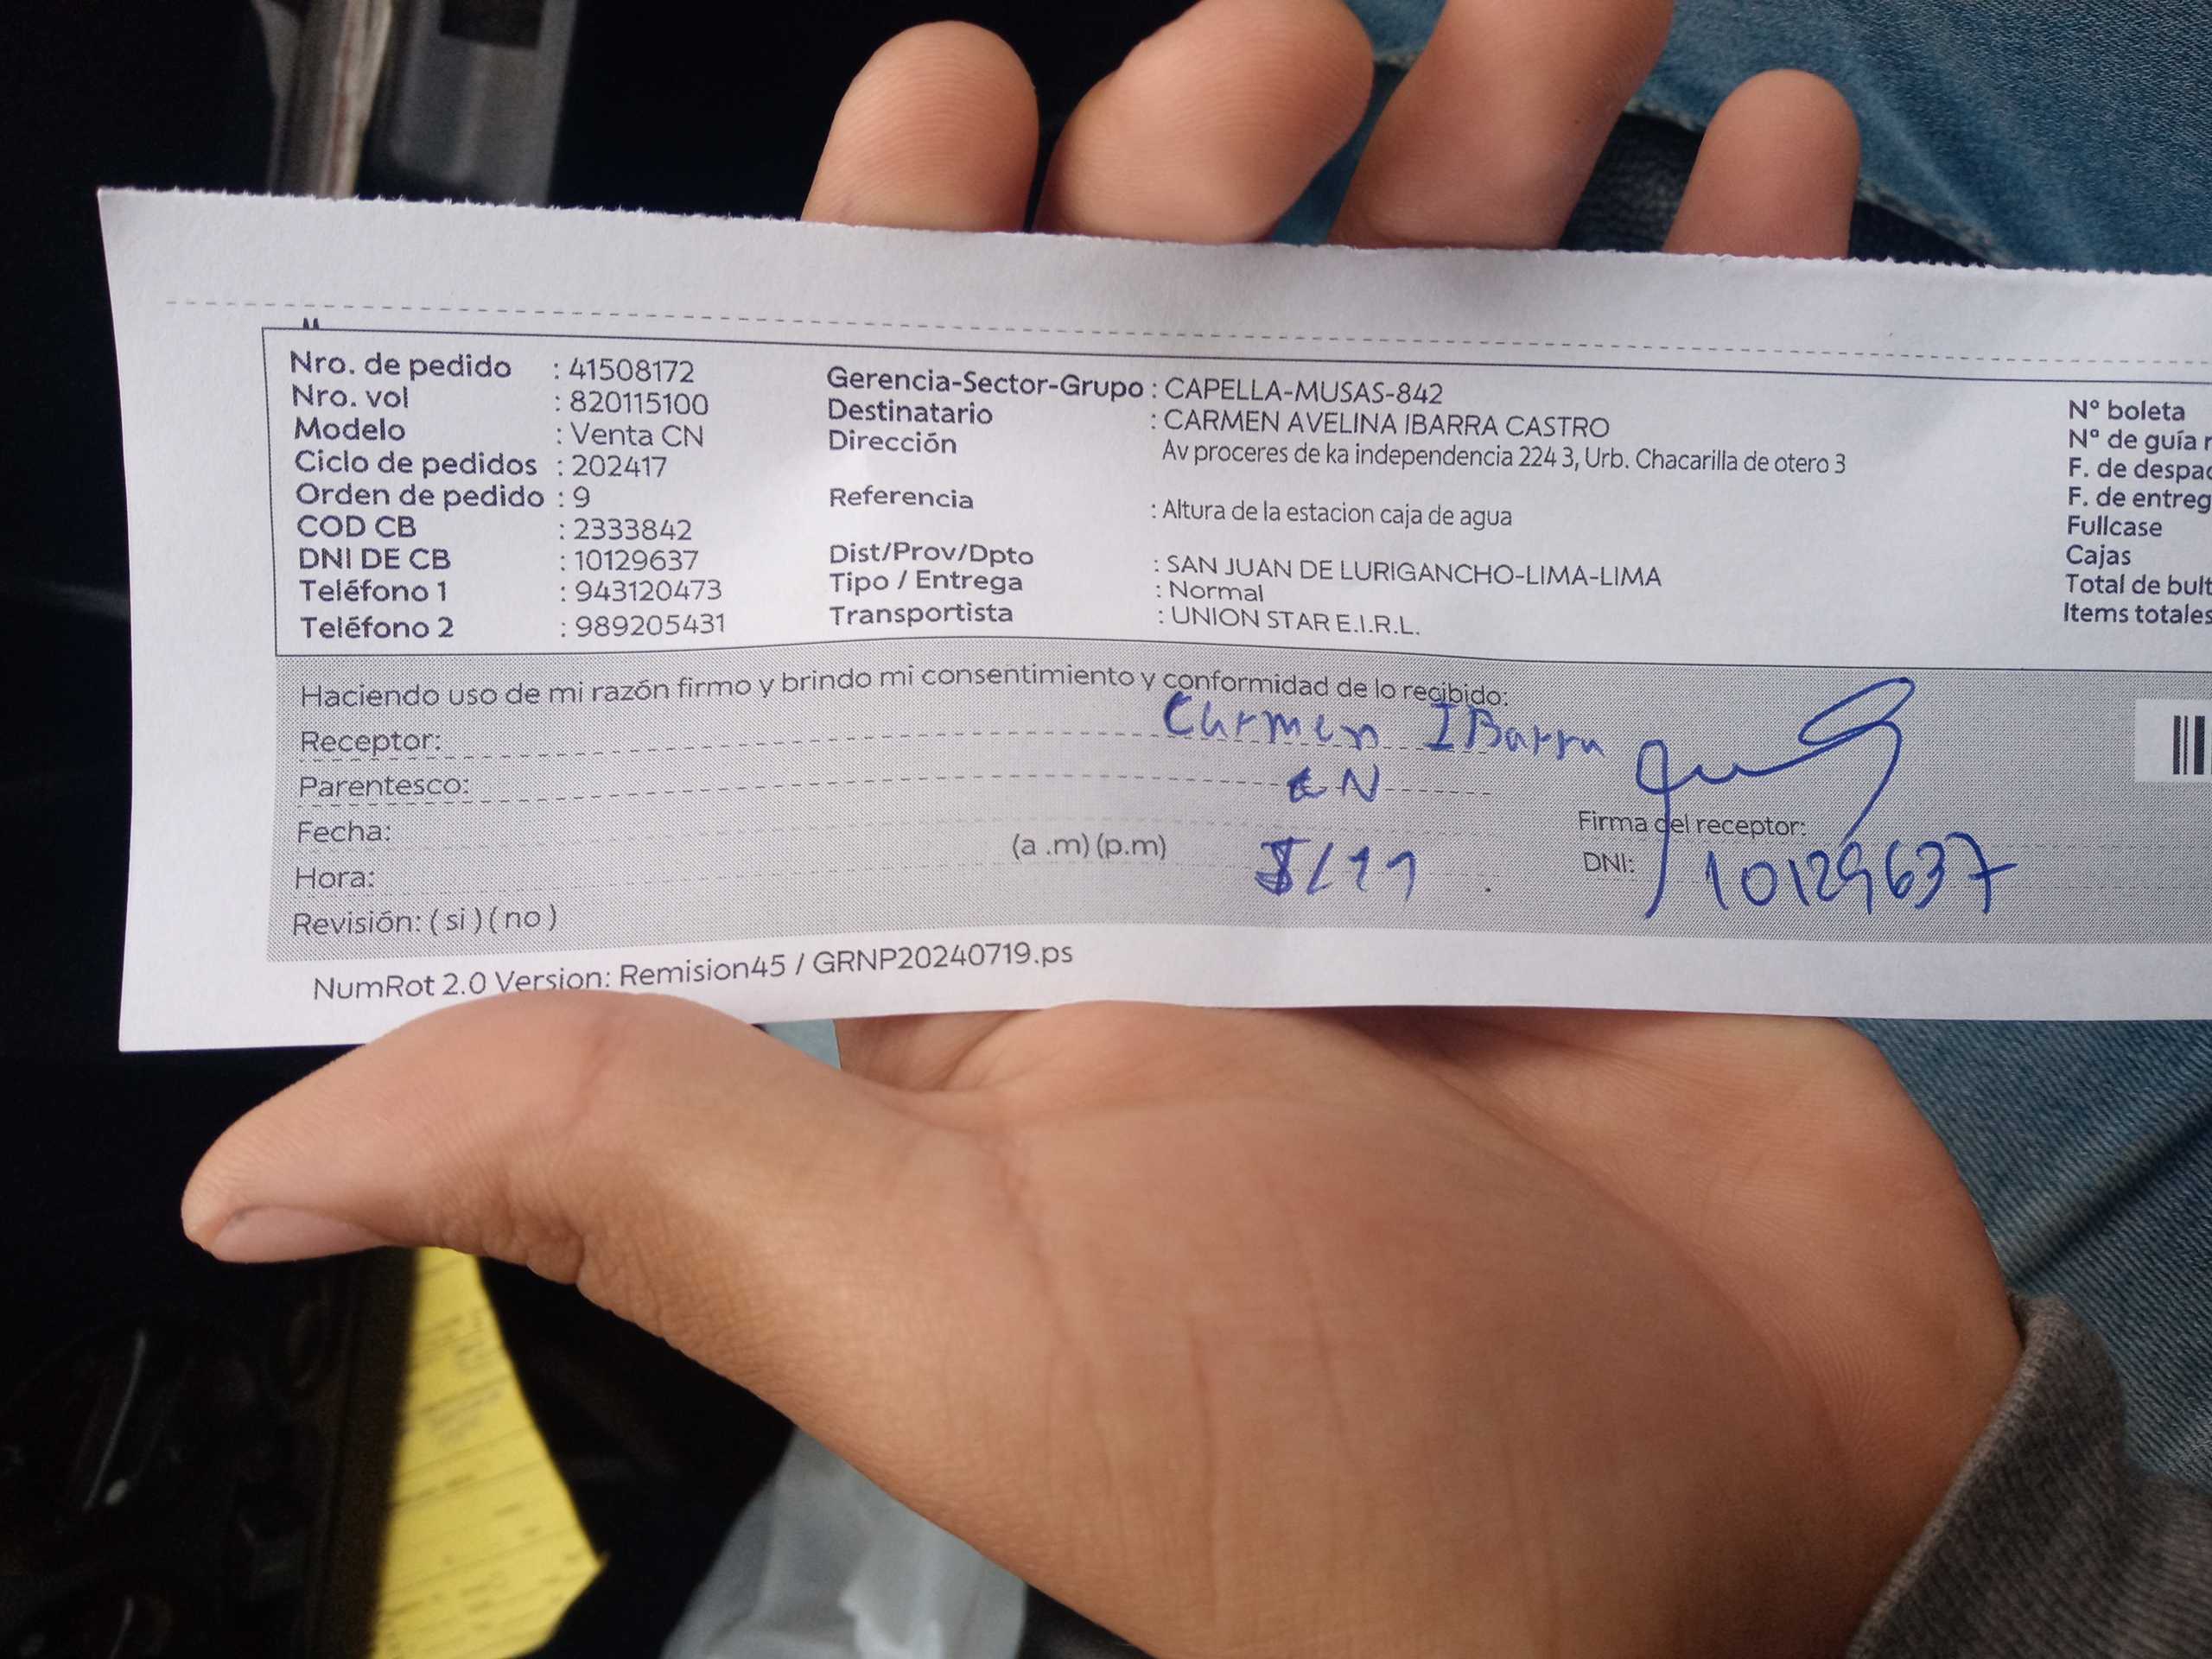 Nro. de pedido : 41508172
Nro. vol : 820115100
Modelo : Venta CN
Ciclo de pedidos : 202417
Orden de pedido : 9
COD CB : 2333842
DNI DE CB : 10129637
Teléfono 1 : 943120473
Teléfono 2 : 989205431
Gerencia-Sector-Grupo : CAPELLA-MUSAS-842
Destinatario : CARMEN AVELINA IBARRA CASTRO
Dirección Av proceres de ka independencia 224 3, Urb. Chacarilla de otero 3
Referencia : Altura de la estacion caja de agua
Dist/Prov/Dpto : SAN JUAN DE LURIGANCHO-LIMA-LIMA
Tipo / Entrega : Normal
Transportista : UNION STAR E.I.R.L.
Nº boleta
Nº de guía
F. de
F. de
Fullcase
Cajas
Total de
Items totales
Haciendo uso de mi razón firmo y brindo mi consentimiento y conformidad de lo recibido:
Receptor: Carmen IBarra
Parentesco: CN
Fecha:
(a .m) (p.m) 5/11
Hora:
Revisión: ( si ) ( no )
Firma del receptor:
DNI: 10129637
NumRot 2.0 Version: Remision45 / GRNP20240719.ps